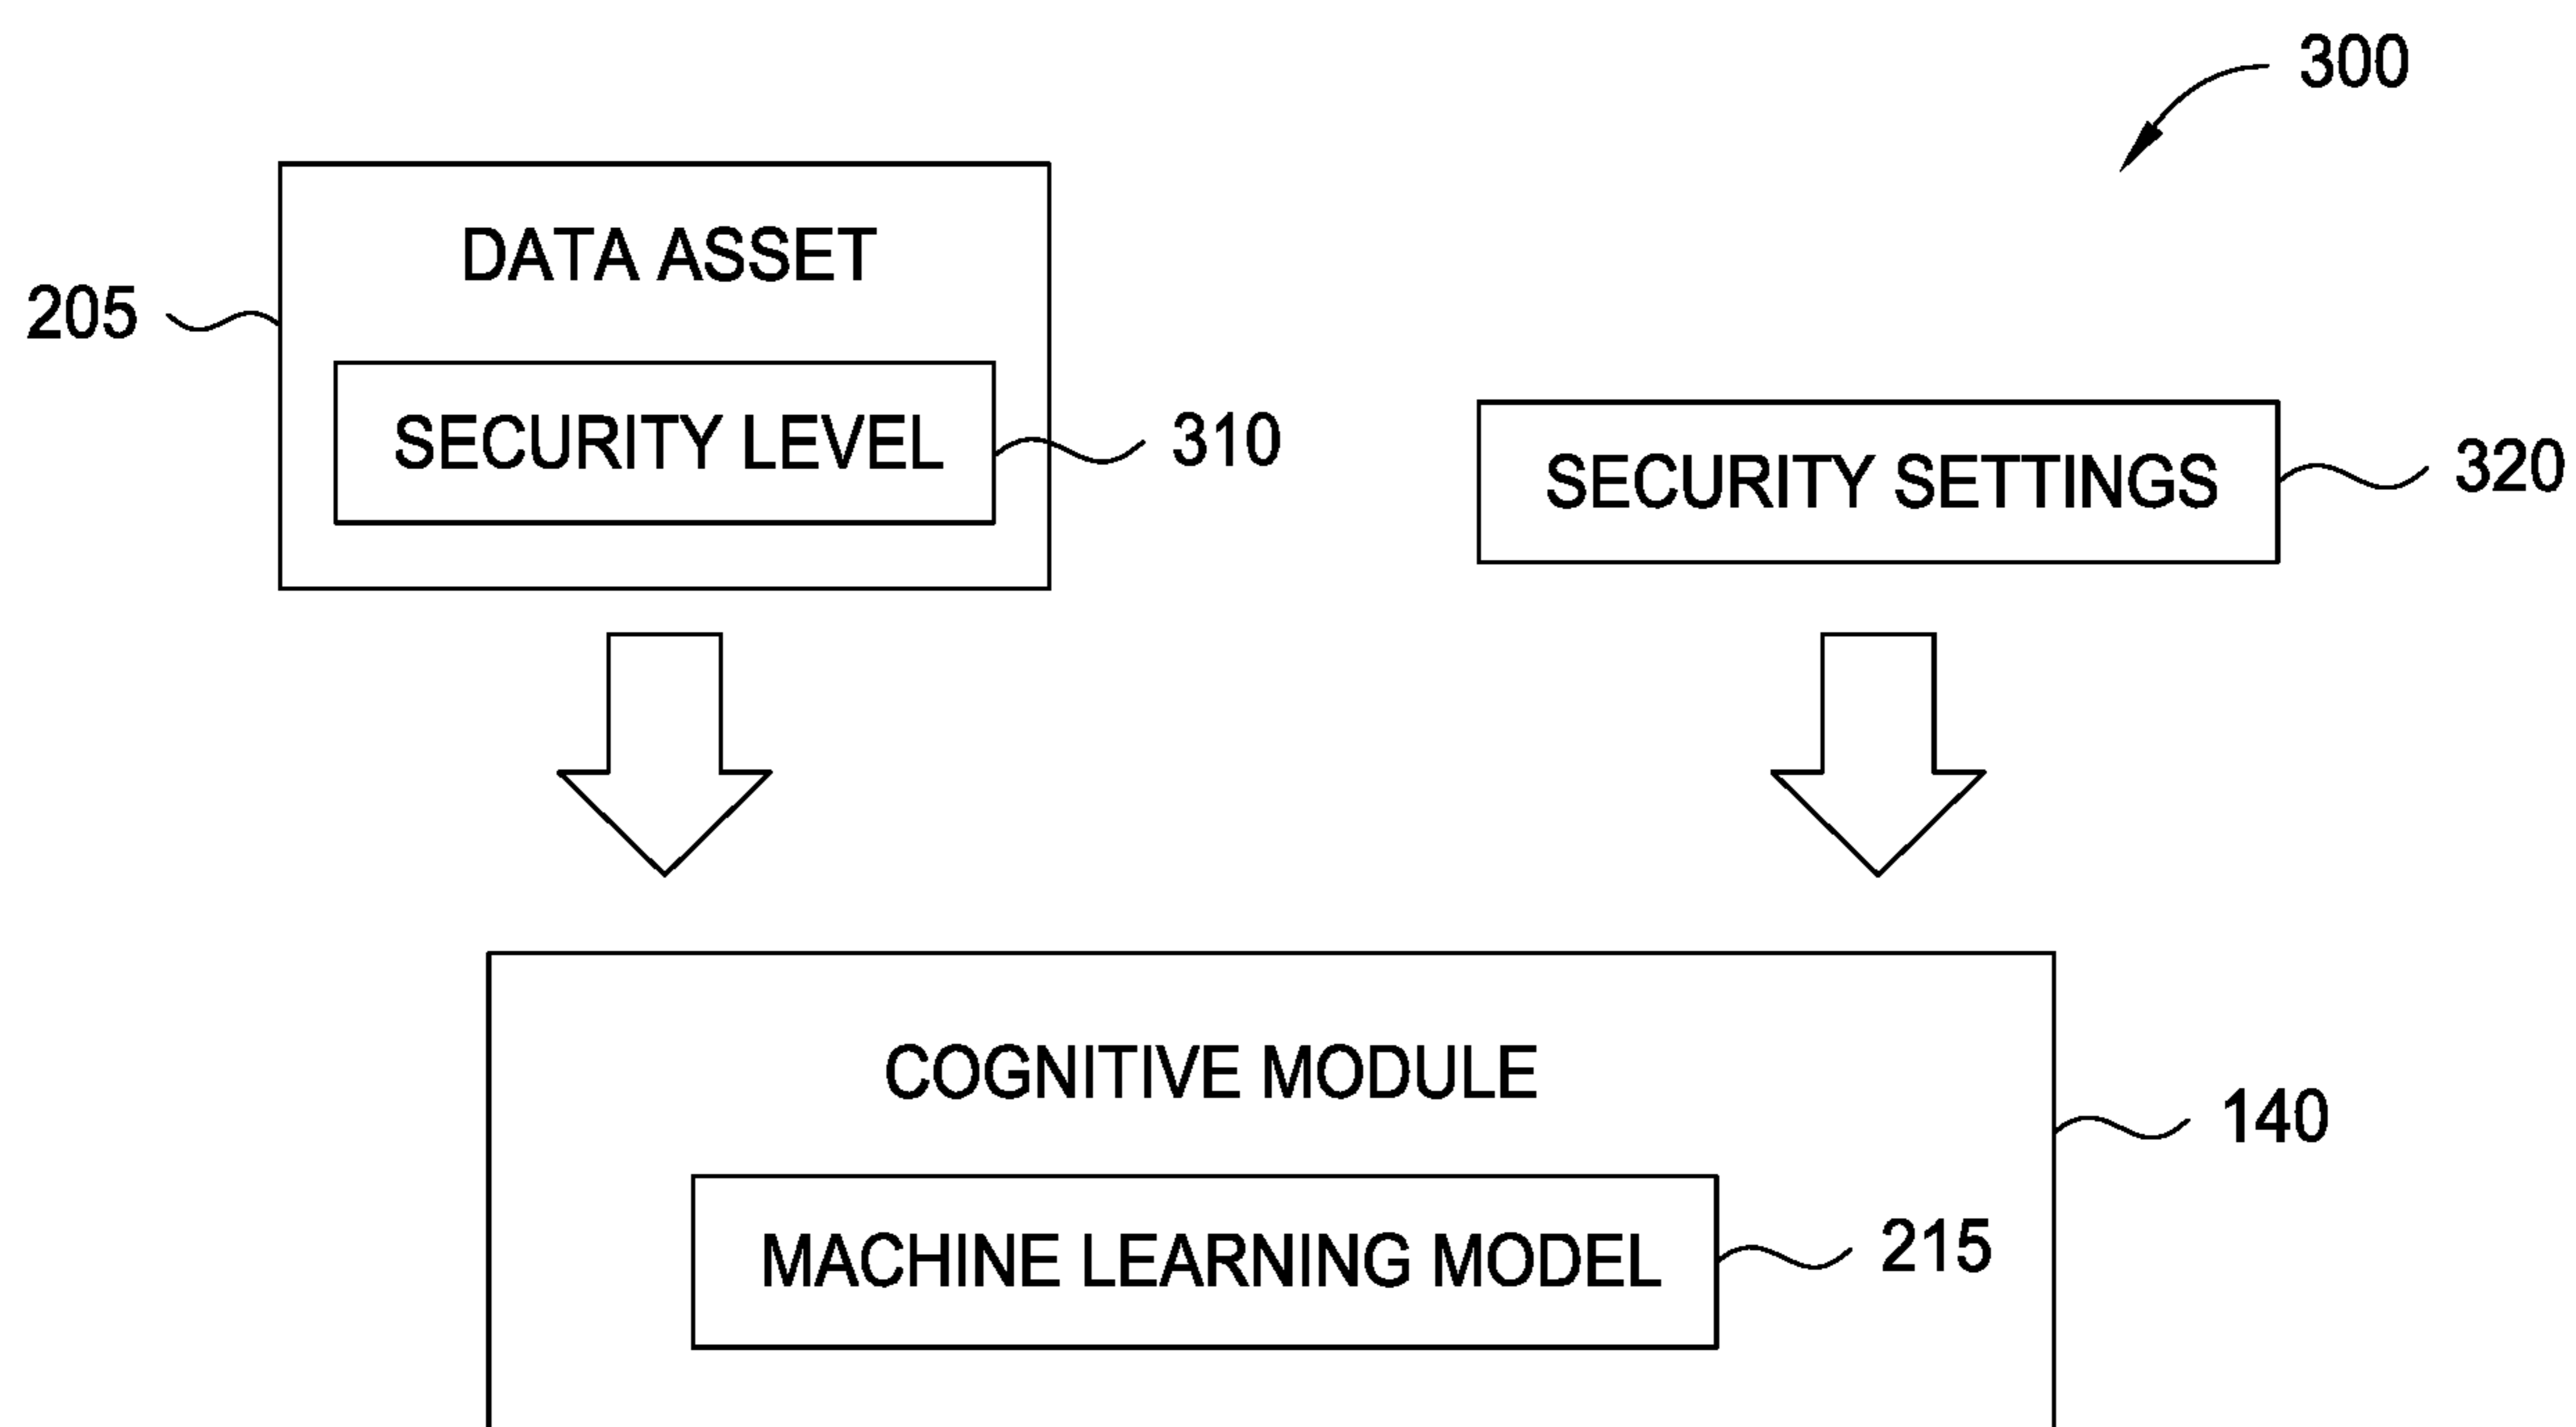 300
DATA ASSET
205
SECURITY LEVEL
310
SECURITY SETTINGS
320
COGNITIVE MODULE
140
MACHINE LEARNING MODEL
215